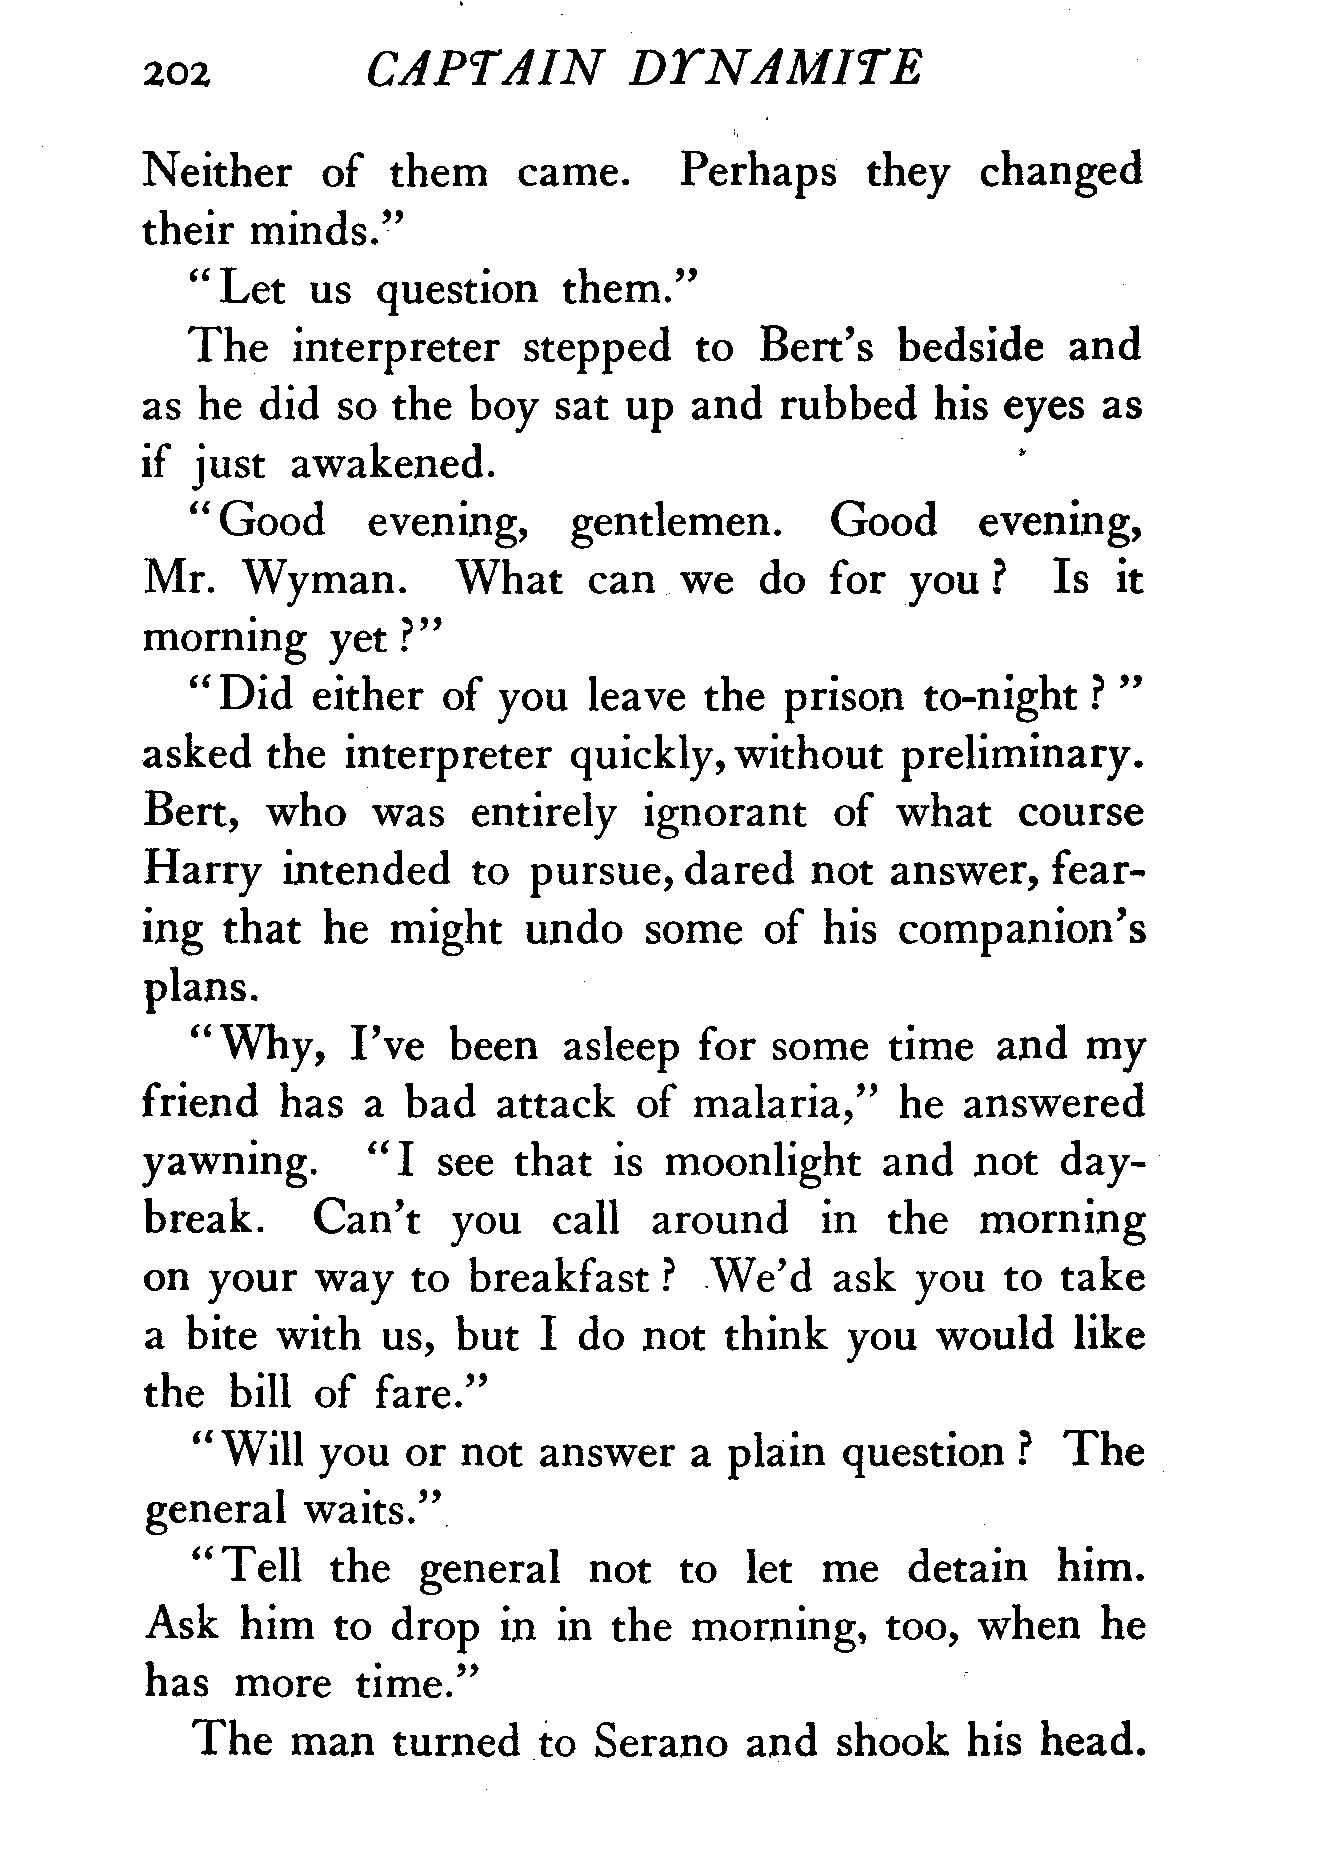 202 CAPTAIN DYNAMITE
Neither of them came. Perhaps they changed
their minds."
"Let us question them."
The interpreter stepped to Bert's bedside and
as he did so the boy sat up and rubbed his eyes as
if just awakened.
"Good evening, gentlemen. Good evening,
Mr. Wyman. What can we do for you? Is it
morning yet?"
"Did either of you leave the prison to-night?"
asked the interpreter quickly, without preliminary.
Bert, who was entirely ignorant of what course
Harry intended to pursue, dared not answer, fear-
ing that he might undo some of his companion's
plans.
"Why, I've been asleep for some time and my
friend has a bad attack of malaria," he answered
yawning. "I see that is moonlight and not day-
break. Can't you call around in the morning
on your way to breakfast? We'd ask you to take
a bite with us, but I do not think you would like
the bill of fare."
"Will you or not answer a plain question? The
general waits."
"Tell the general not to let me detain him.
Ask him to drop in in the morning, too, when he
has more time."
The man turned to Serano and shook his head.